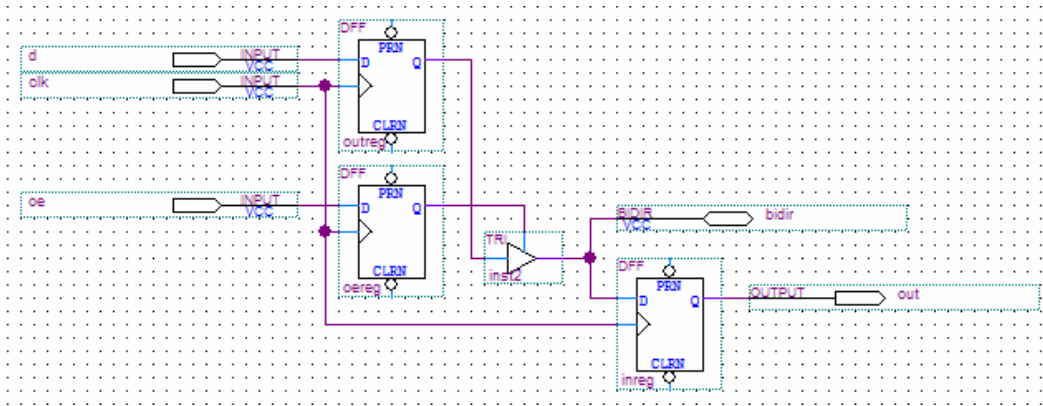 DFF
PRN
d
INPUT
VCC
D
Q
clk
INPUT
VCC
CLRN
outreg
DFF
PRN
oe
INPUT
VCC
D
Q
BIDIR
VCC
bidir
TRI
inst2
CLRN
oereg
DFF
PRN
D
Q
OUTPUT
out
CLRN
inreg